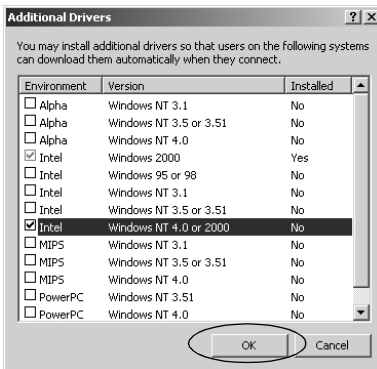 Additional Drivers
You may install additional drivers so that users on the following systems
can download them automatically when they connect.
Environment Version Installed
Alpha Windows NT 3.1 No
Alpha Windows NT 3.5 or 3.51 No
Alpha Windows NT 4.0 No
Intel Windows 2000 Yes
Intel Windows 95 or 98 No
Intel Windows NT 3.1 No
Intel Windows NT 3.5 or 3.51 No
Intel Windows NT 4.0 or 2000 No
MIPS Windows NT 3.1 No
MIPS Windows NT 3.5 or 3.51 No
MIPS Windows NT 4.0 No
PowerPC Windows NT 3.51 No
PowerPC Windows NT 4.0 No
OK Cancel